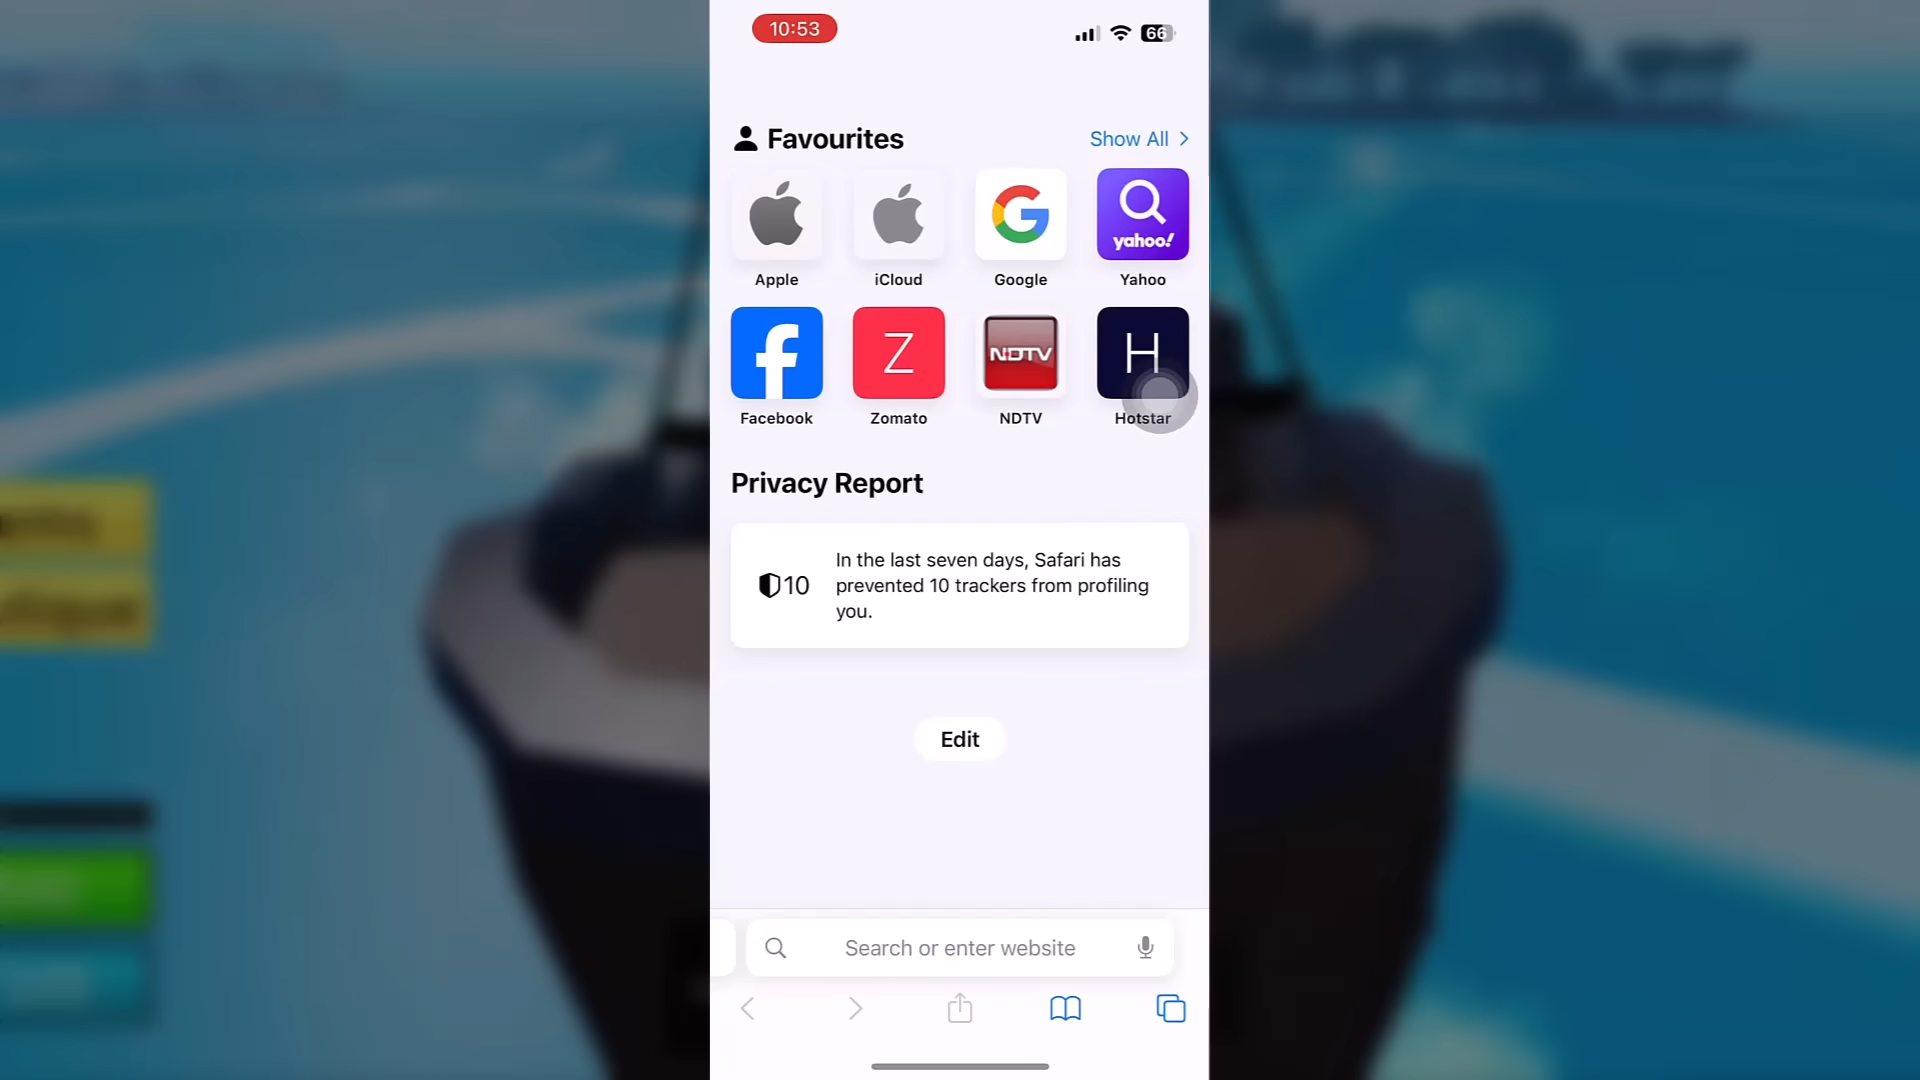 10:53
66
Favourites
Show All
yahoo!
Apple
iCloud
Google
Yahoo
Z
NDTV
H
Facebook
Zomato
NDTV
Hotstar
Privacy Report
10
In the last seven days, Safari has
prevented 10 trackers from profiling
you.
Edit
Search or enter website